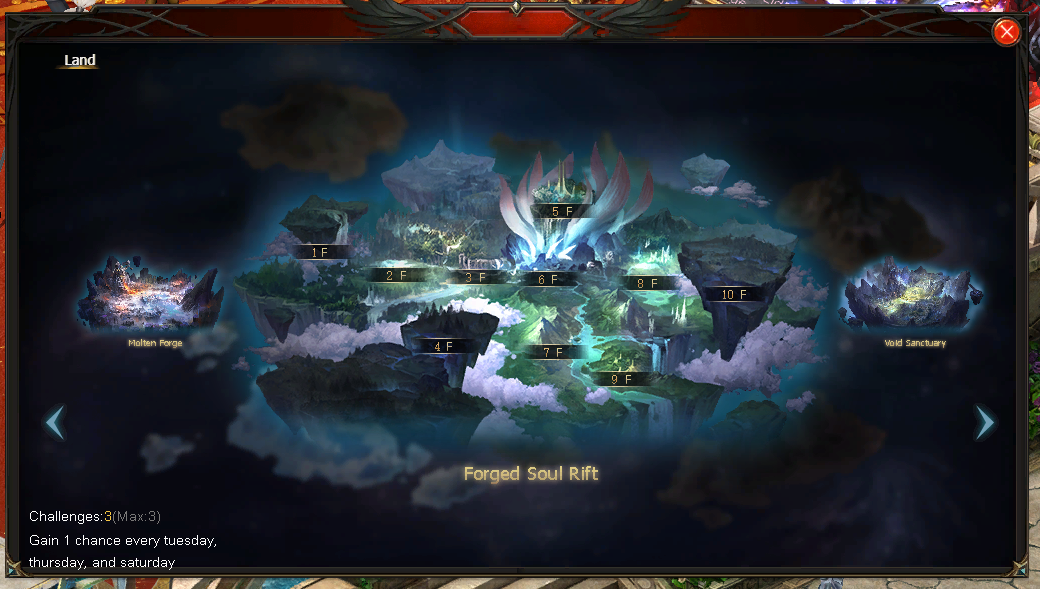 Land
5 F
1 F
2 F
3 F
6 F
8 F
10 F
4 F
7 F
9 F
Molten Forge
Void Sanctuary
Forged Soul Rift
Challenges:3(Max:3)
Gain 1 chance every tuesday,
thursday, and saturday